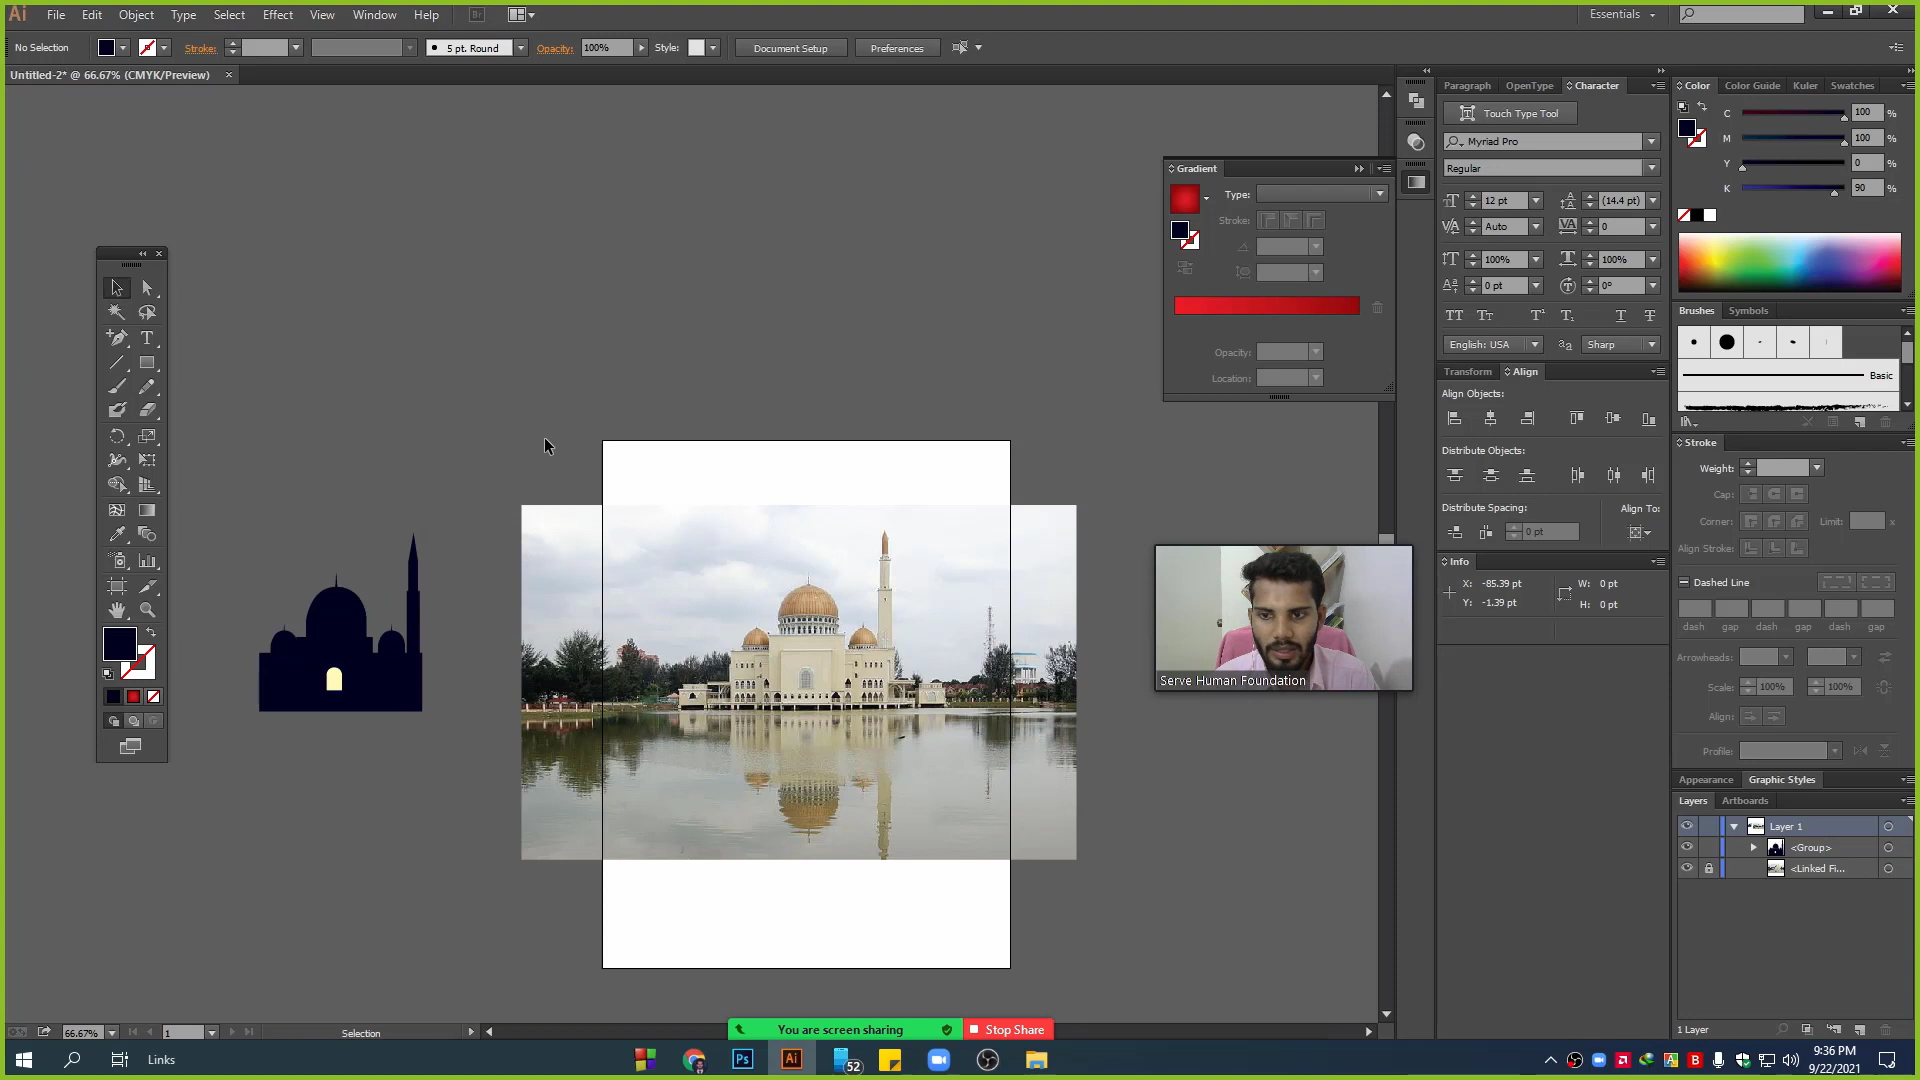 Ai File Edit Object Type Select Effect View Window Help Br Essentials
No Selection Stroke: 5 pt. Round Opacity: 100% Style: Document Setup Preferences
Untitled-2* @ 66.67% (CMYK/Preview)
Paragraph OpenType Character
Touch Type Tool
Myriad Pro
Regular
12 pt (14.4 pt)
Auto 0
100% 100%
0 pt 0°
English: USA Sharp
Color Color Guide Kuler Swatches
C 100 %
M 100 %
Y 0 %
K 90 %
Gradient
Type:
Stroke:
Opacity:
Location:
Transform Align
Align Objects:
Distribute Objects:
Distribute Spacing: Align To:
0 pt
Info
X: -85.39 pt W: 0 pt
Y: -1.39 pt H: 0 pt
Brushes Symbols
Basic
Stroke
Weight:
Cap:
Corner: Limit: x
Align Stroke:
Dashed Line
dash gap dash gap dash gap
Arrowheads:
Scale: 100% 100%
Align:
Profile:
Appearance Graphic Styles
Layers Artboards
Layer 1
<Group>
<Linked Fi...
1 Layer
Serve Human Foundation
66.67% 1 Selection
You are screen sharing Stop Share
Links
Ps Ai 52
9:36 PM
9/22/2021